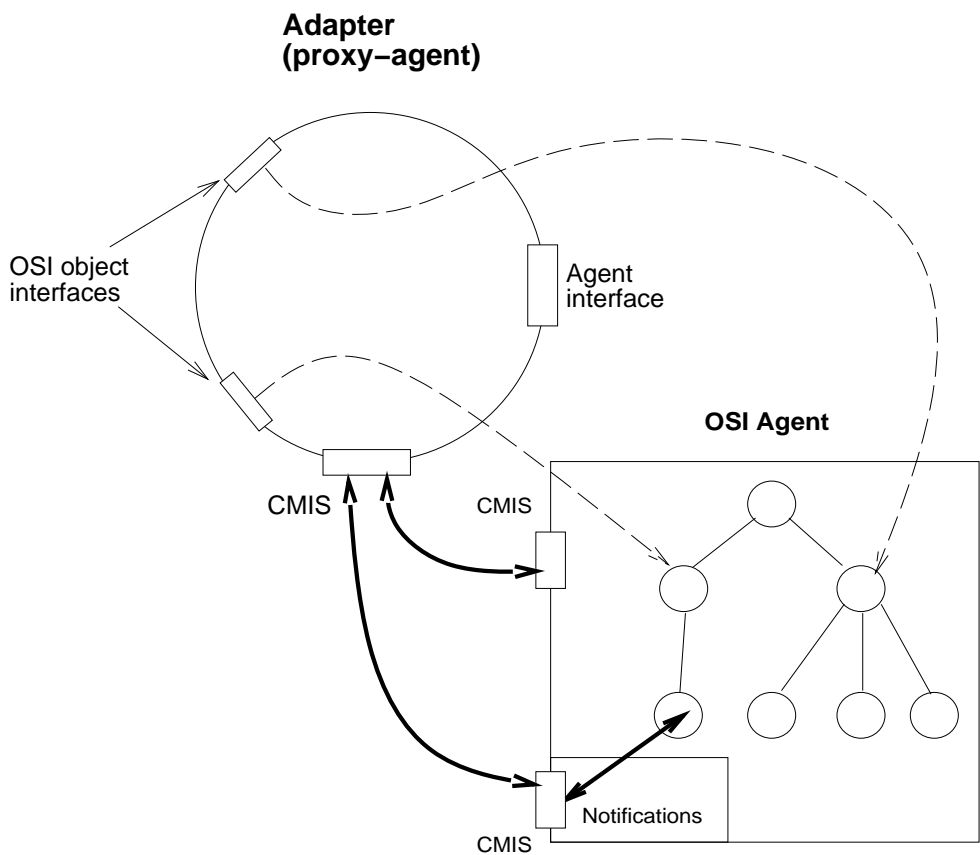 Adapter
(proxy−agent)
OSI object
interfaces
Agent
interface
OSI Agent
CMIS
CMIS
Notifications
CMIS